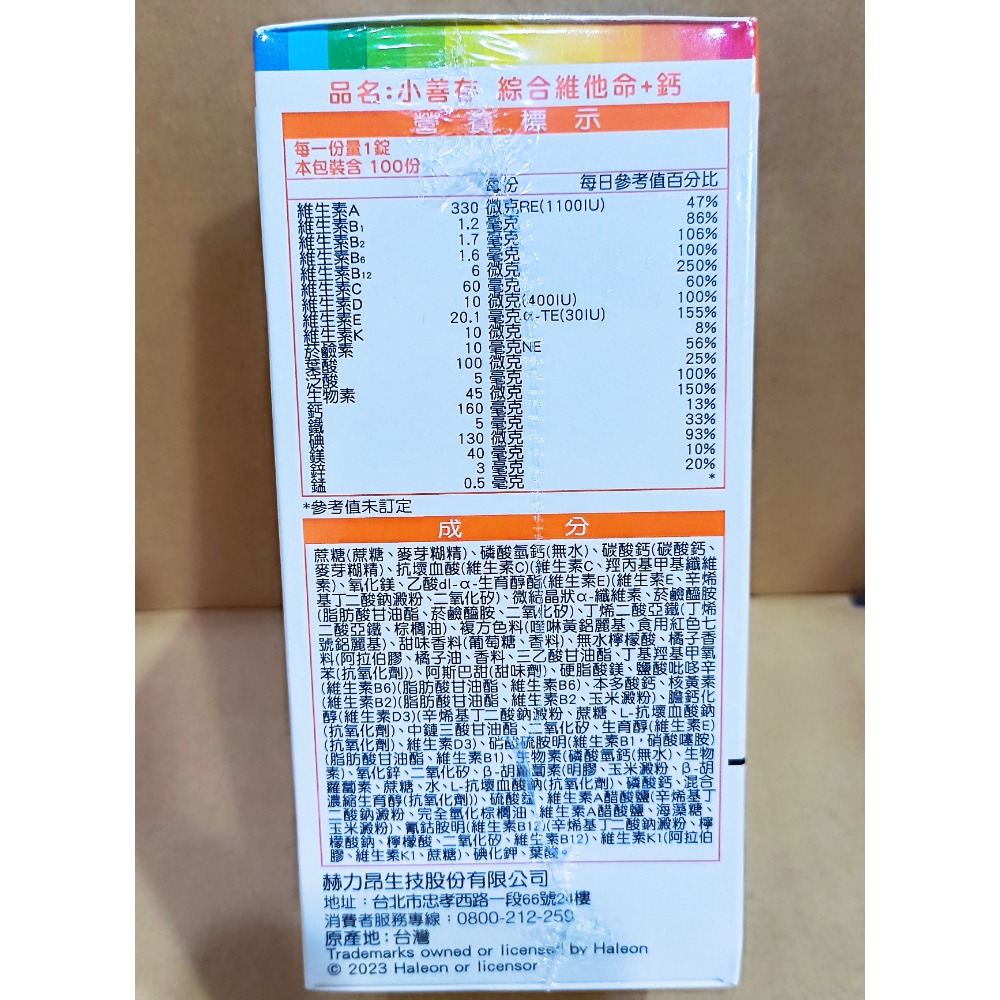 品名:小善存 綜合維他命+鈣
營養標示
每一份量1錠
本包裝含 100份
每份 每日參考值百分比
維生素A 330 微克RE(1100IU) 47%
維生素B1 1.2 毫克 86%
維生素B2 1.7 毫克 106%
維生素B6 1.6 毫克 100%
維生素B12 6 微克 250%
維生素C 60 毫克 60%
維生素D 10 微克(400IU) 100%
維生素E 20.1 毫克α-TE(30IU) 155%
維生素K 10 微克 8%
菸鹼素 10 毫克NE 56%
葉酸 100 微克 25%
泛酸 5 毫克 100%
生物素 45 微克 150%
鈣 160 毫克 13%
鐵 5 毫克 33%
碘 130 微克 93%
鎂 40 毫克 10%
鋅 3 毫克 20%
錳 0.5 毫克 *
*參考值未訂定
成分
蔗糖(蔗糖、麥芽糊精)、磷酸氫鈣(無水)、碳酸鈣(碳酸鈣、
麥芽糊精)、抗壞血酸(維生素C)(維生素C、羥丙基甲基纖維
素)、氧化鎂、乙酸dl-α-生育醇酯(維生素E)(維生素E、辛烯
基丁二酸鈉澱粉、二氧化矽)、微結晶狀α-纖維素、菸鹼醯胺
(脂肪酸甘油酯、菸鹼醯胺、二氧化矽)、丁烯二酸亞鐵(丁烯
二酸亞鐵、棕櫚油)、複方色料(喹啉黃鋁麗基、食用紅色七
號鋁麗基)、甜味香料(葡萄糖、香料)、無水檸檬酸、橘子香
料(阿拉伯膠、橘子油、香料、三乙酸甘油酯、丁基羥基甲氧
苯(抗氧化劑))、阿斯巴甜(甜味劑)、硬脂酸鎂、鹽酸吡哆辛
(維生素B6)(脂肪酸甘油酯、維生素B6)、本多酸鈣、核黃素
(維生素B2)(脂肪酸甘油酯、維生素B2、玉米澱粉)、膽鈣化
醇(維生素D3)(辛烯基丁二酸鈉澱粉、蔗糖、L-抗壞血酸鈉
(抗氧化劑)、中鏈三酸甘油酯、二氧化矽、生育醇(維生素E)
(抗氧化劑)、維生素D3)、硝酸硫胺明(維生素B1,硝酸噻胺)
(脂肪酸甘油酯、維生素B1)、生物素(磷酸氫鈣(無水)、生物
素)、氧化鋅、二氧化矽、β-胡蘿蔔素(明膠、玉米澱粉、β-胡
蘿蔔素、蔗糖、水、L-抗壞血酸鈉(抗氧化劑)、磷酸鈣、混合
濃縮生育醇(抗氧化劑))、硫酸錳、維生素A醋酸鹽(辛烯基丁
二酸鈉澱粉、完全氫化棕櫚油、維生素A醋酸鹽、海藻糖、
玉米澱粉)、氰鈷胺明(維生素B12)(辛烯基丁二酸鈉澱粉、檸
檬酸鈉、檸檬酸、二氧化矽、維生素B12)、維生素K1(阿拉伯
膠、維生素K1、蔗糖)、碘化鉀、葉酸。
赫力昂生技股份有限公司
地址:台北市忠孝西路一段66號24樓
消費者服務專線:0800-212-259
原產地:台灣
Trademarks owned or licensed by Haleon
© 2023 Haleon or licensor